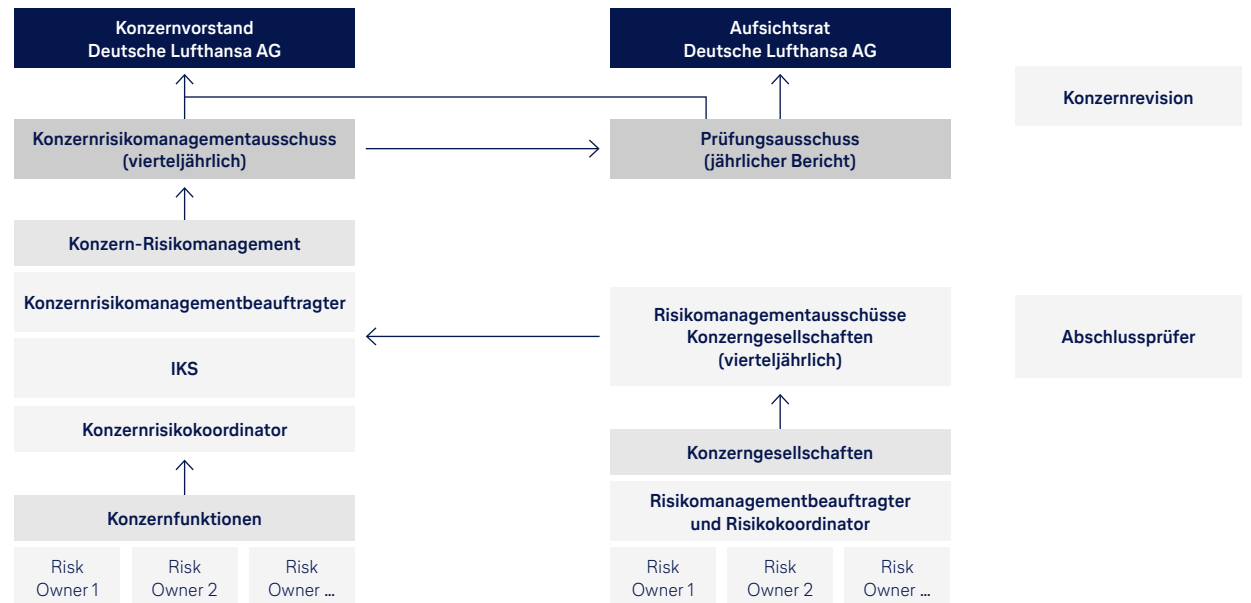 Konzernvorstand
Deutsche Lufthansa AG
Aufsichtsrat
Deutsche Lufthansa AG
Konzernrevision
Konzernrisikomanagementausschuss
(vierteljährlich)
Prüfungsausschuss
(jährlicher Bericht)
Konzern-Risikomanagement
Konzernrisikomanagementbeauftragter
IKS
Konzernrisikokoordinator
Risikomanagementausschüsse
Konzerngesellschaften
(vierteljährlich)
Abschlussprüfer
Konzernfunktionen
Risk
Owner 1
Risk
Owner 2
Risk
Owner …
Konzerngesellschaften
Risikomanagementbeauftragter
und Risikokoordinator
Risk
Owner 1
Risk
Owner 2
Risk
Owner …